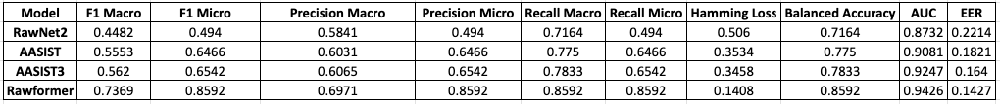 Model F1 Macro F1 Micro Precision Macro Precision Micro Recall Macro Recall Micro Hamming Loss Balanced Accuracy AUC EER
RawNet2 0.4482 0.494 0.5841 0.494 0.7164 0.494 0.506 0.7164 0.8732 0.2214
AASIST 0.5553 0.6466 0.6031 0.6466 0.775 0.6466 0.3534 0.775 0.9081 0.1821
AASIST3 0.562 0.6542 0.6065 0.6542 0.7833 0.6542 0.3458 0.7833 0.9247 0.164
Rawformer 0.7369 0.8592 0.6971 0.8592 0.8592 0.8592 0.1408 0.8592 0.9426 0.1427